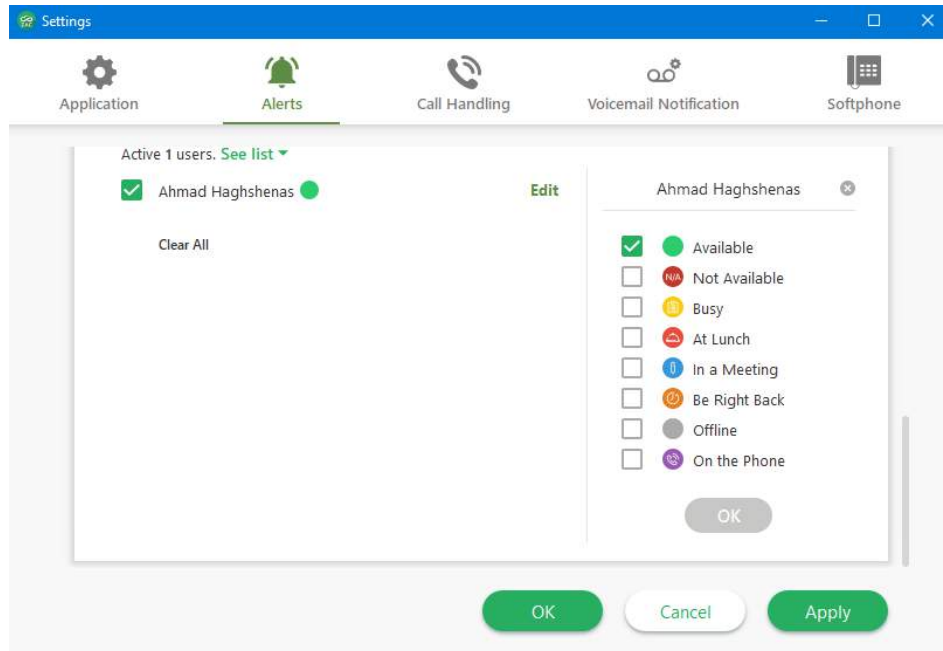 Settings
Application
Alerts
Call Handling
Voicemail Notification
Softphone
Active 1 users. See list
Ahmad Haghshenas
Edit
Clear All
Ahmad Haghshenas
Available
N/A Not Available
Busy
At Lunch
In a Meeting
Be Right Back
Offline
On the Phone
OK
OK
Cancel
Apply